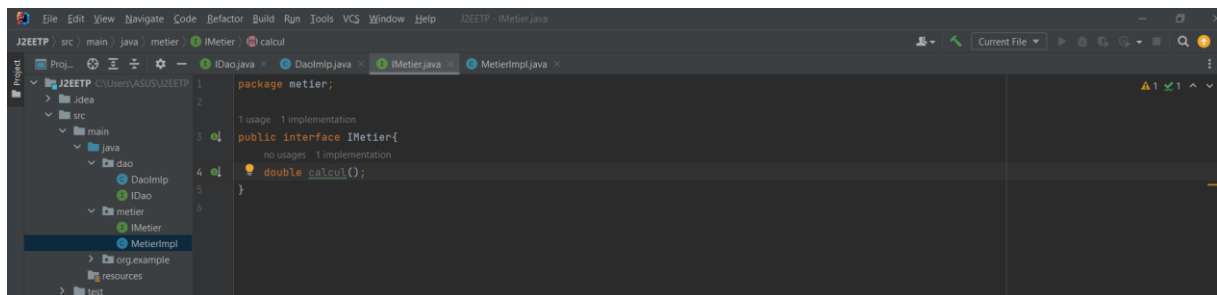 File Edit View Navigate Code Refactor Build Run Tools VCS Window Help J2EETP - IMetier.java
J2EETP src main java metier IMetier calcul Current File
Project Proj... IDao.java DaoImlp.java IMetier.java MetierImpl.java
J2EETP C:\Users\ASUS\J2EETP 1 package metier; 1 1
.idea 2
src 1 usage 1 implementation
main 3 public interface IMetier{
java no usages 1 implementation
dao 4 double calcul();
DaoImlp 5 }
IDao 6
metier
IMetier
MetierImpl
org.example
resources
test